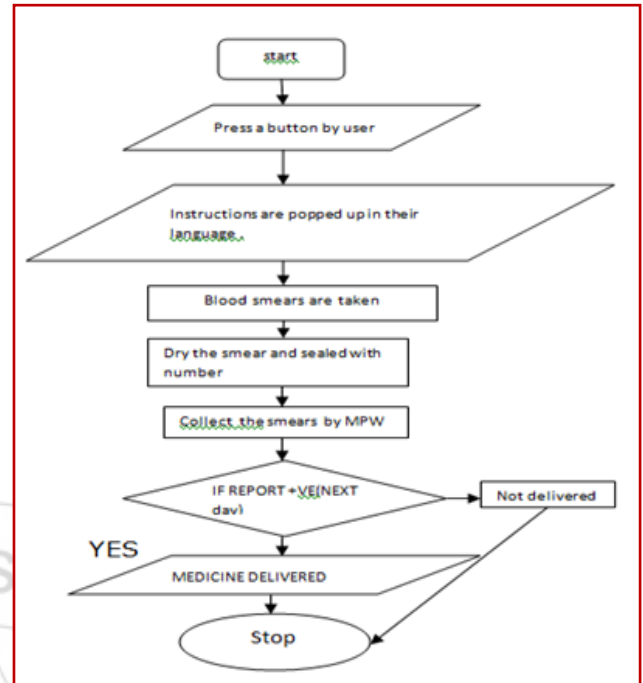 start
Press a button by user
Instructions are popped up in their
language .
Blood smears are taken
Dry the smear and sealed with
number
Collect the smears by MPW
IF REPORT +VE(NEXT
day)
Not delivered
YES
MEDICINE DELIVERED
Stop